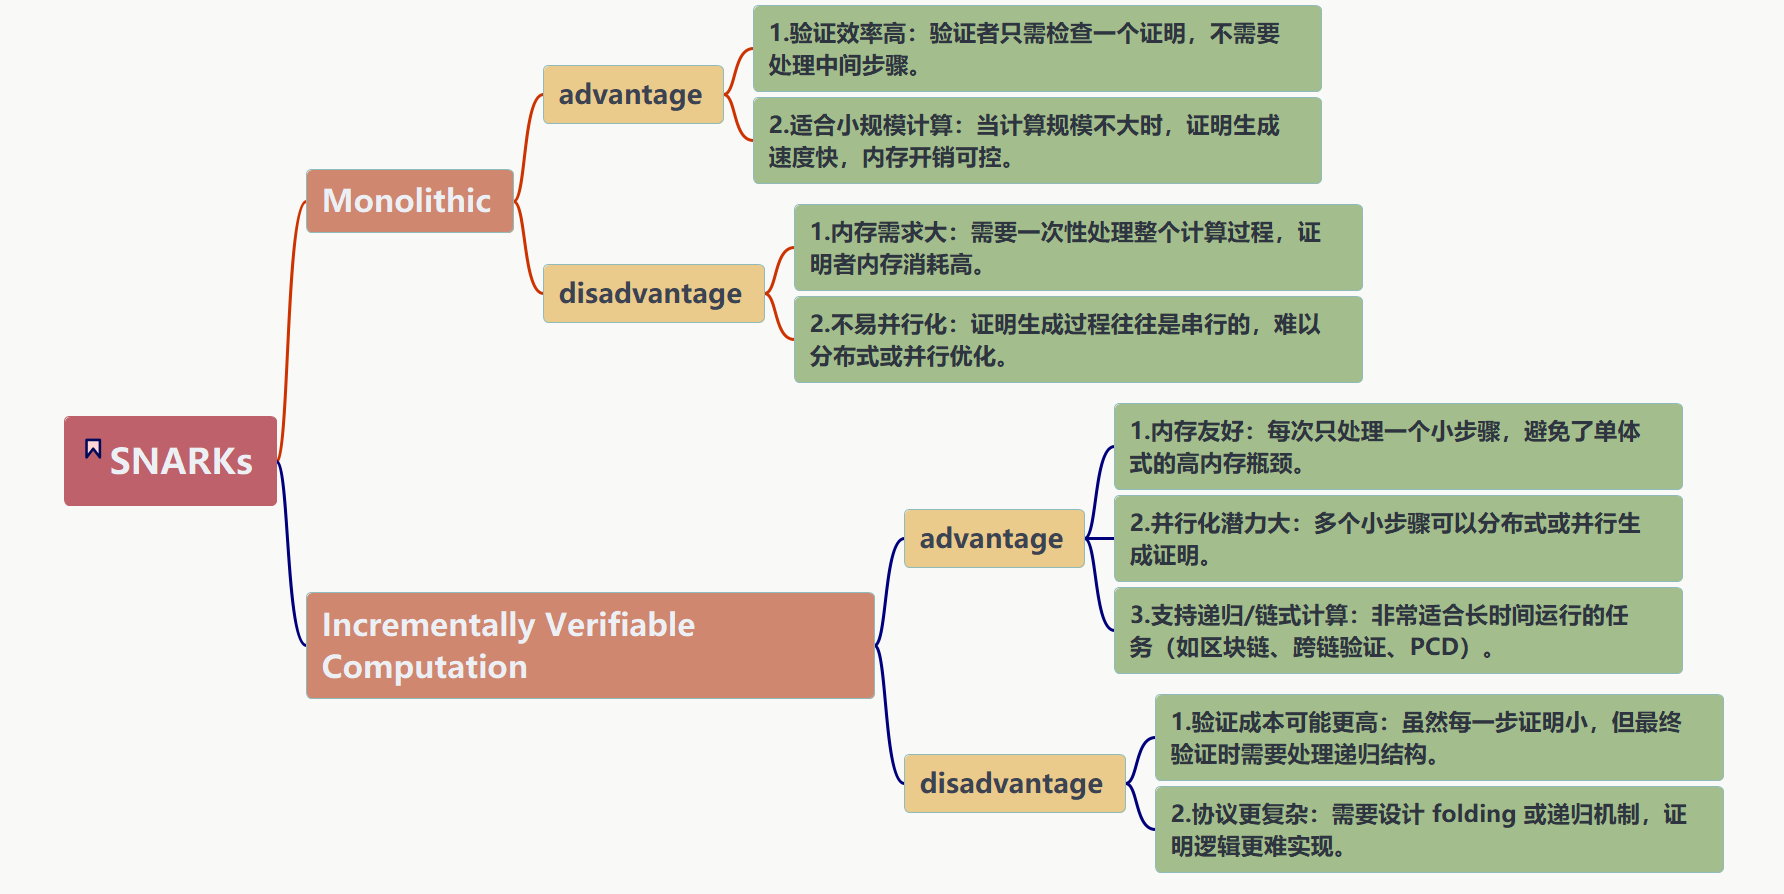 SNARKs
Monolithic
advantage
1.验证效率高：验证者只需检查一个证明，不需要
处理中间步骤。
2.适合小规模计算：当计算规模不大时，证明生成
速度快，内存开销可控。
disadvantage
1.内存需求大：需要一次性处理整个计算过程，证
明者内存消耗高。
2.不易并行化：证明生成过程往往是串行的，难以
分布式或并行优化。
Incrementally Verifiable
Computation
advantage
1.内存友好：每次只处理一个小步骤，避免了单体
式的高内存瓶颈。
2.并行化潜力大：多个小步骤可以分布式或并行生
成证明。
3.支持递归/链式计算：非常适合长时间运行的任
务（如区块链、跨链验证、PCD）。
disadvantage
1.验证成本可能更高：虽然每一步证明小，但最终
验证时需要处理递归结构。
2.协议更复杂：需要设计 folding 或递归机制，证
明逻辑更难实现。